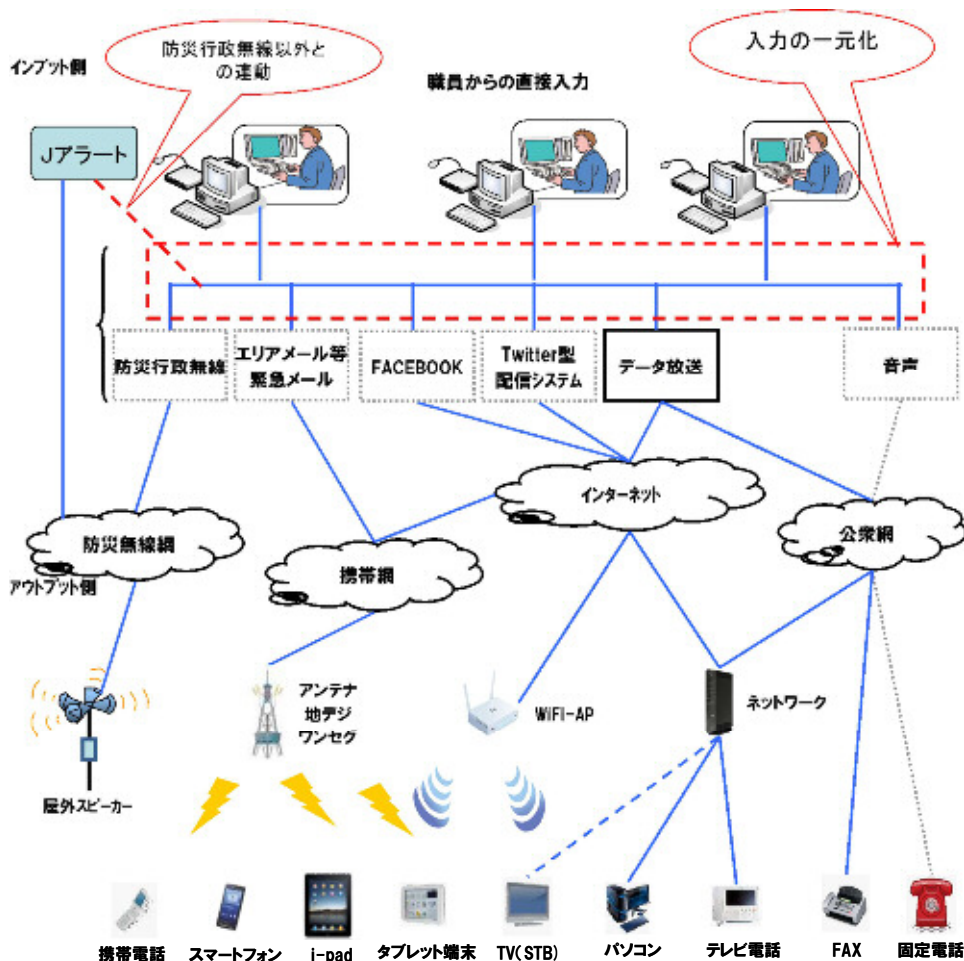 防災行政無線以外と
の連動
入力の一元化
インプット側
職員からの直接入力
Jアラート
防災行政無線
エリアメール等
緊急メール
FACEBOOK
Twitter型
配信システム
データ放送
音声
インターネット
防災無線網
携帯網
公衆網
アウトプット側
アンテナ
地デジ
ワンセグ
WiFI-AP
ネットワーク
屋外スピーカー
携帯電話
スマートフォン
i-pad
タブレット端末
TV(STB)
パソコン
テレビ電話
FAX
固定電話